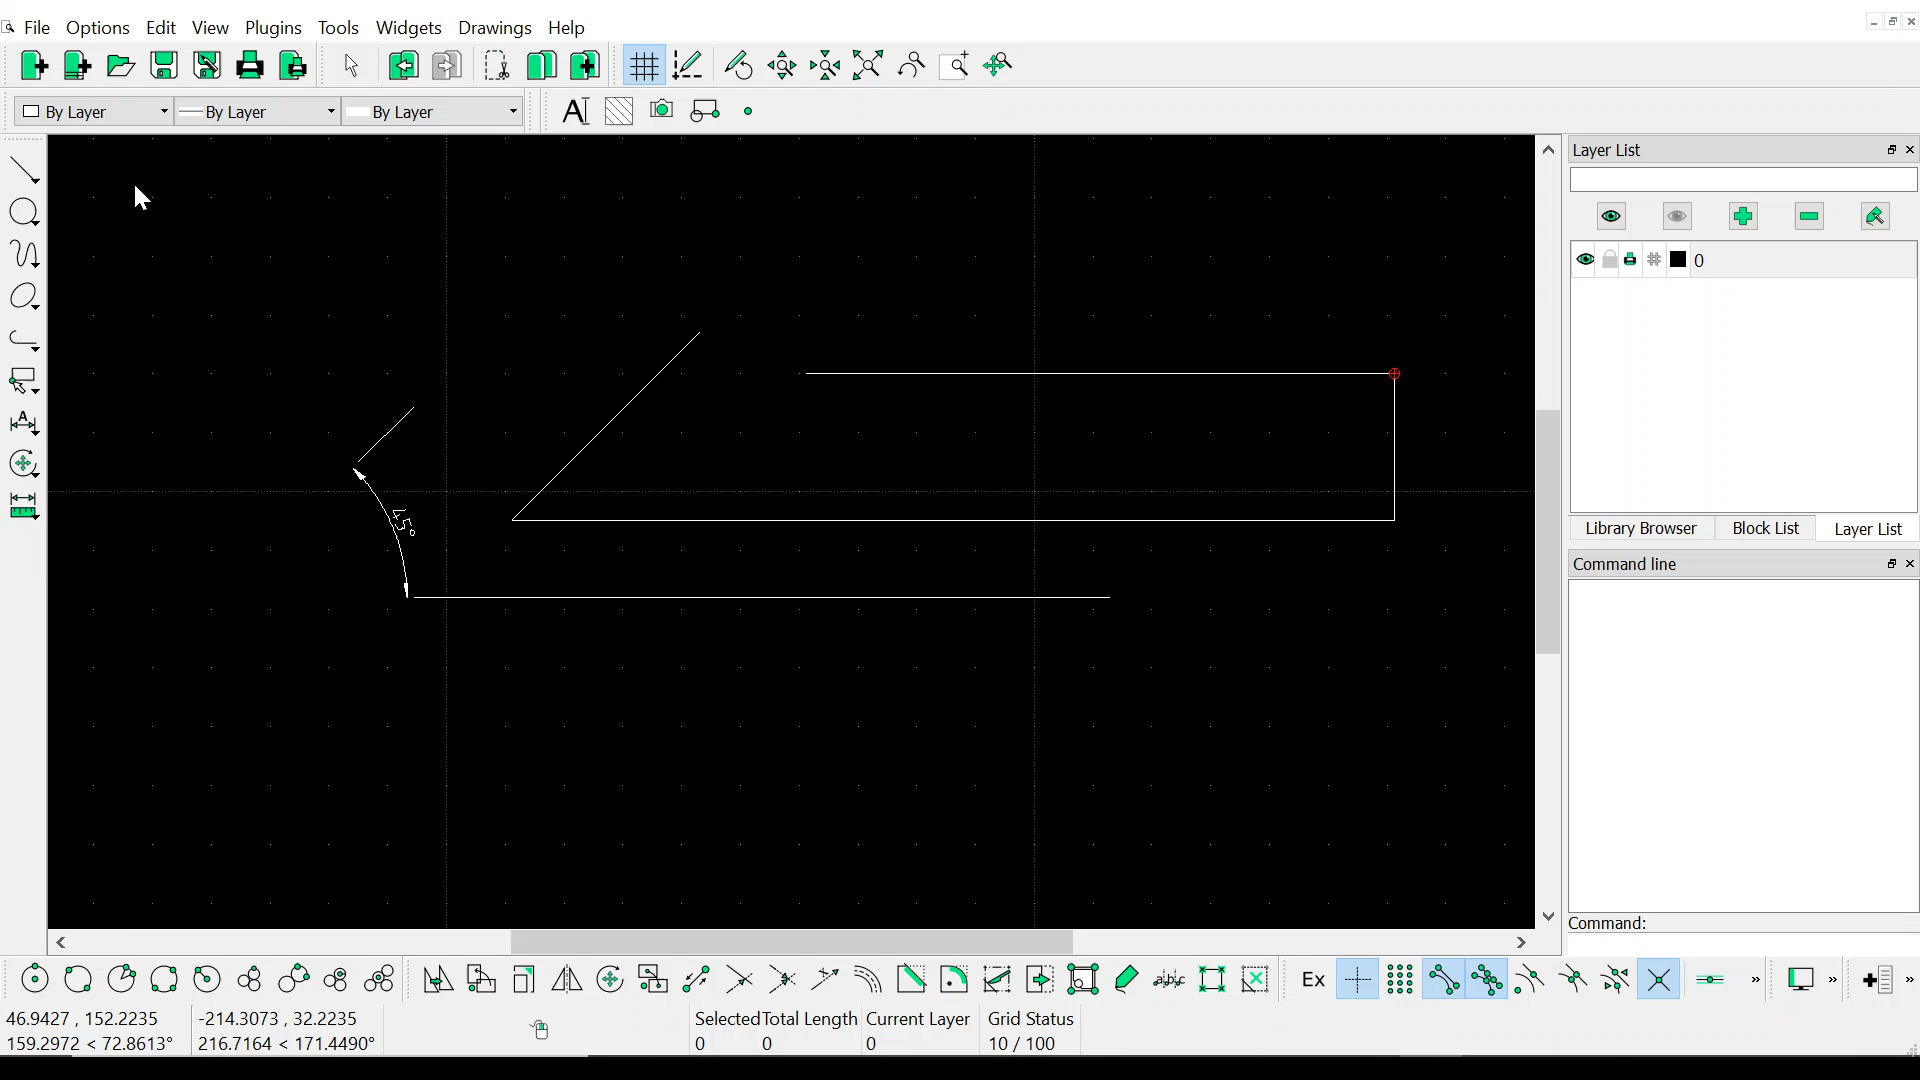 File Options Edit View Plugins Tools Widgets Drawings Help
By Layer By Layer By Layer A
Layer List
0
45°
A
Library Browser Block List Layer List
Command line
Command:
Ex
46.9427 , 152.2235 -214.3073 , 32.2235 Selected Total Length Current Layer Grid Status
159.2972 < 72.8613° 216.7164 < 171.4490° 0 0 0 10 / 100